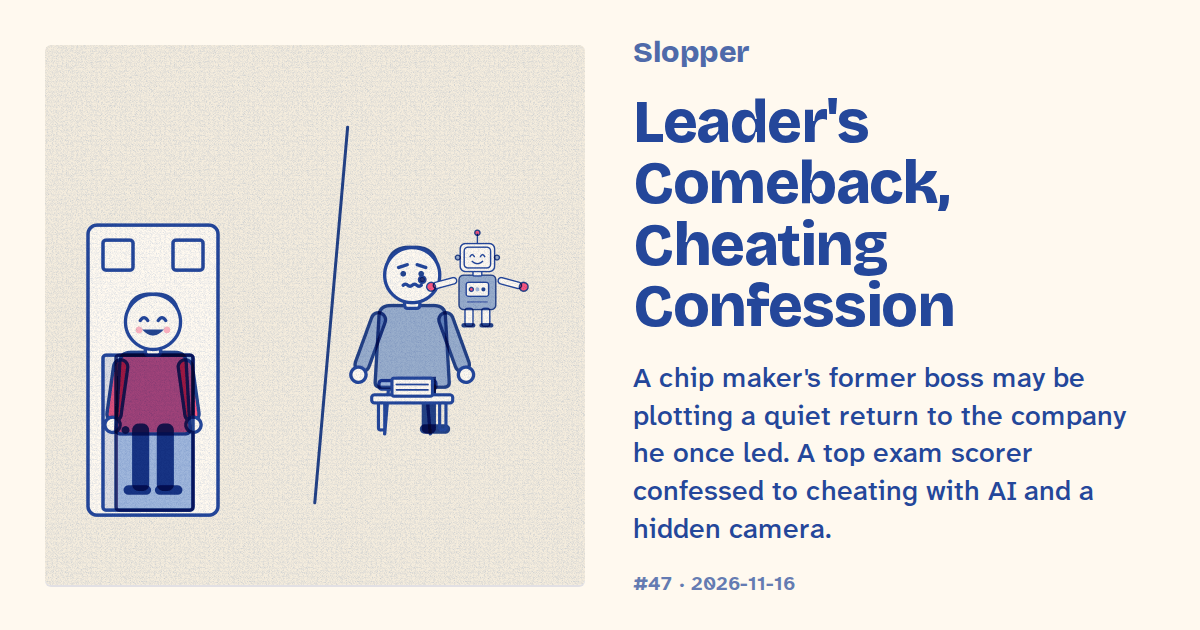 Slopper
Leader's
Comeback,
Cheating
Confession
A chip maker's former boss may be
plotting a quiet return to the company
he once led. A top exam scorer
confessed to cheating with AI and a
hidden camera.
#47 · 2026-11-16